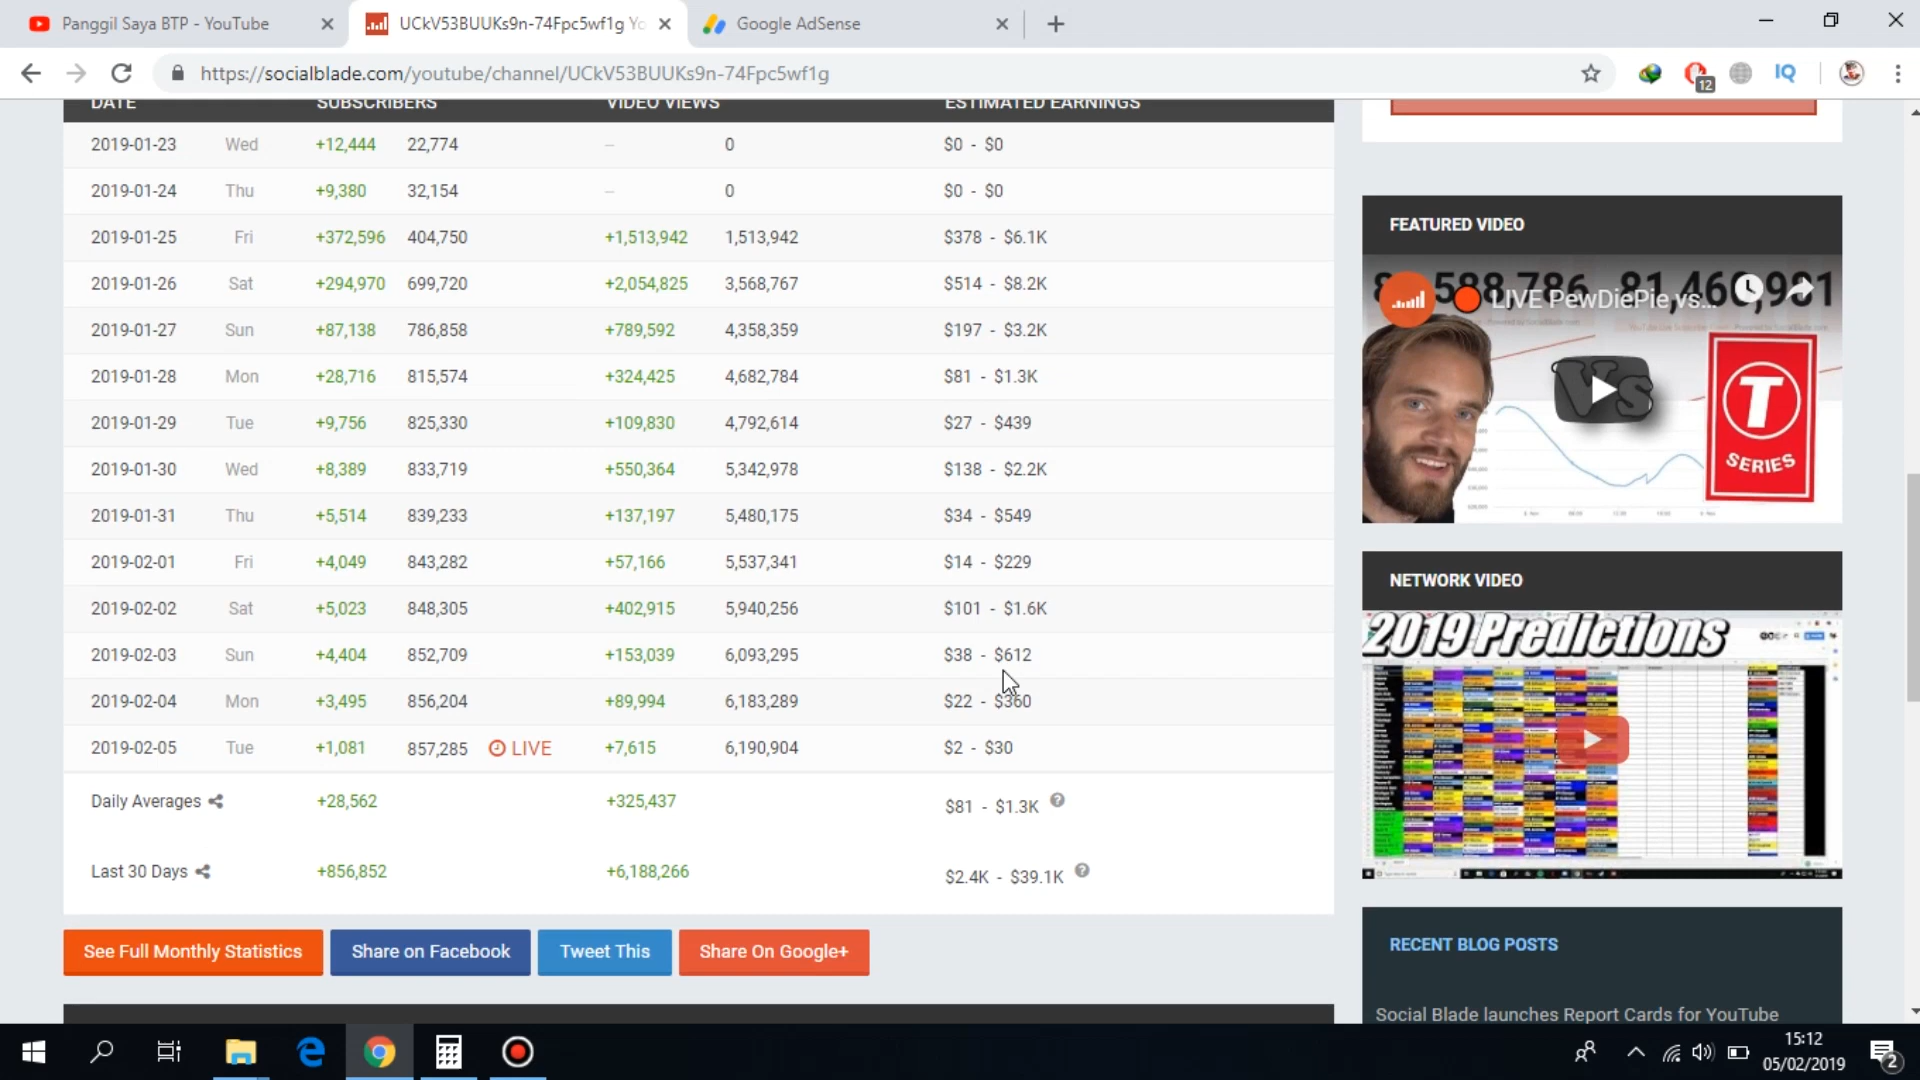 Panggil Saya BTP - YouTube
UCkV53BUUKs9n-74Fpc5wf1g Yo
Google AdSense
https://socialblade.com/youtube/channel/UCkV53BUUKs9n-74Fpc5wf1g
12
IQ
DATE SUBSCRIBERS VIDEO VIEWS ESTIMATED EARNINGS
2019-01-23 Wed +12,444 22,774 -- 0 $0 - $0
2019-01-24 Thu +9,380 32,154 -- 0 $0 - $0
2019-01-25 Fri +372,596 404,750 +1,513,942 1,513,942 $378 - $6.1K
2019-01-26 Sat +294,970 699,720 +2,054,825 3,568,767 $514 - $8.2K
2019-01-27 Sun +87,138 786,858 +789,592 4,358,359 $197 - $3.2K
2019-01-28 Mon +28,716 815,574 +324,425 4,682,784 $81 - $1.3K
2019-01-29 Tue +9,756 825,330 +109,830 4,792,614 $27 - $439
2019-01-30 Wed +8,389 833,719 +550,364 5,342,978 $138 - $2.2K
2019-01-31 Thu +5,514 839,233 +137,197 5,480,175 $34 - $549
2019-02-01 Fri +4,049 843,282 +57,166 5,537,341 $14 - $229
2019-02-02 Sat +5,023 848,305 +402,915 5,940,256 $101 - $1.6K
2019-02-03 Sun +4,404 852,709 +153,039 6,093,295 $38 - $612
2019-02-04 Mon +3,495 856,204 +89,994 6,183,289 $22 - $360
2019-02-05 Tue +1,081 857,285 LIVE +7,615 6,190,904 $2 - $30
Daily Averages +28,562 +325,437 $81 - $1.3K
Last 30 Days +856,852 +6,188,266 $2.4K - $39.1K
See Full Monthly Statistics
Share on Facebook
Tweet This
Share On Google+
FEATURED VIDEO
LIVE PewDiePie vs...
Vs
T
SERIES
NETWORK VIDEO
2019 Predictions
RECENT BLOG POSTS
Social Blade launches Report Cards for YouTube
15:12
05/02/2019
2